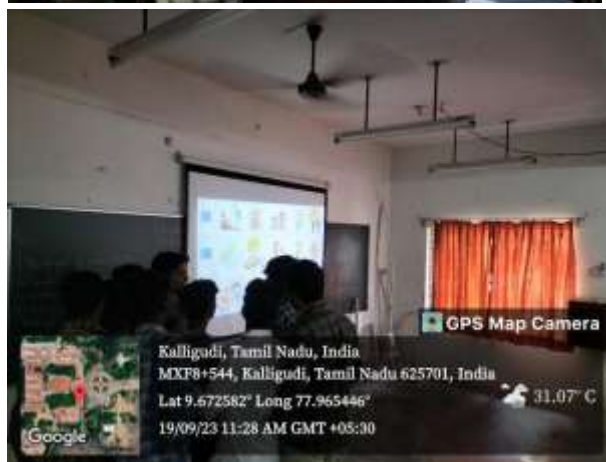 GPS Map Camera
Kalligudi, Tamil Nadu, India
MXF8+544, Kalligudi, Tamil Nadu 625701, India
Lat 9.672582° Long 77.965446°
31.07° C
19/09/23 11:28 AM GMT +05:30
Google